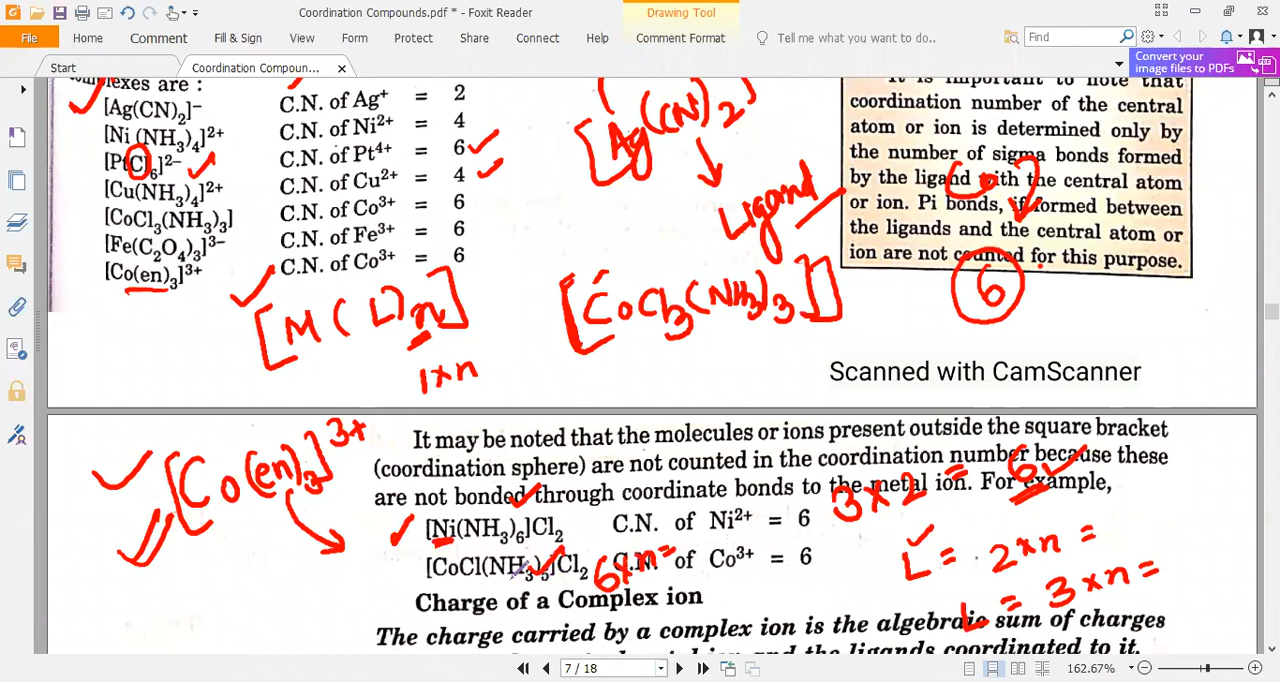 Coordination Compounds.pdf * - Foxit Reader
Drawing Tool
File Home Comment Fill & Sign View Form Protect Share Connect Help Comment Format Tell me what you want to do.. Find
Start Coordination Compoun...
Convert your
image files to PDFs
plexes are :
[Ag(CN)₂]⁻ C.N. of Ag⁺ = 2
[Ni (NH₃)₄]²⁺ C.N. of Ni²⁺ = 4
[PtCl₆]²⁻ C.N. of Pt⁴⁺ = 6
[Cu(NH₃)₄]²⁺ C.N. of Cu²⁺ = 4
[CoCl₃(NH₃)₃] C.N. of Co³⁺ = 6
[Fe(C₂O₄)₃]³⁻ C.N. of Fe³⁺ = 6
[Co(en)₃]³⁺ C.N. of Co³⁺ = 6
[Ag(CN)2]
Ligand
It is important to note that
coordination number of the central
atom or ion is determined only by
the number of sigma bonds formed
by the ligand with the central atom
or ion. Pi bonds, if formed between
the ligands and the central atom or
ion are not counted for this purpose.
6
[M(L)n]
1×n
[CoCl3(NH3)3]
Scanned with CamScanner
[Co(en)3]3+
It may be noted that the molecules or ions present outside the square bracket
(coordination sphere) are not counted in the coordination number because these
are not bonded through coordinate bonds to the metal ion. For example,
3×2 = 6
[Ni(NH₃)₆]Cl₂ C.N. of Ni²⁺ = 6
[CoCl(NH₃)₅]Cl₂ C.N. of Co³⁺ = 6
6×n=
L = 2×n =
L = 3×n =
Charge of a Complex ion
The charge carried by a complex ion is the algebraic sum of charges
and the ligands coordinated to it.
7 / 18 162.67%